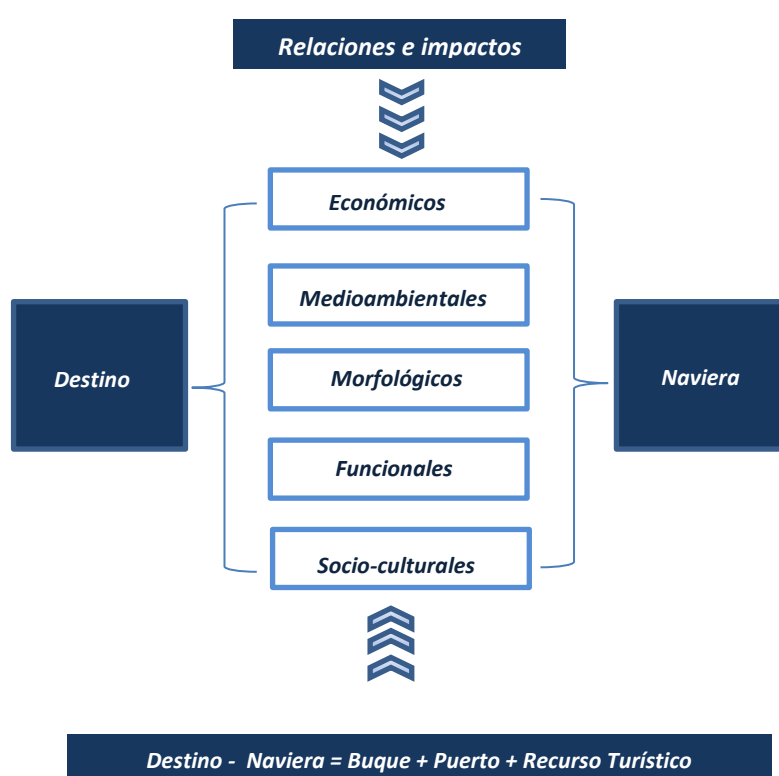 Relaciones e impactos
Económicos
Medioambientales
Morfológicos
Funcionales
Socio-culturales
Destino
Naviera
Destino - Naviera = Buque + Puerto + Recurso Turístico